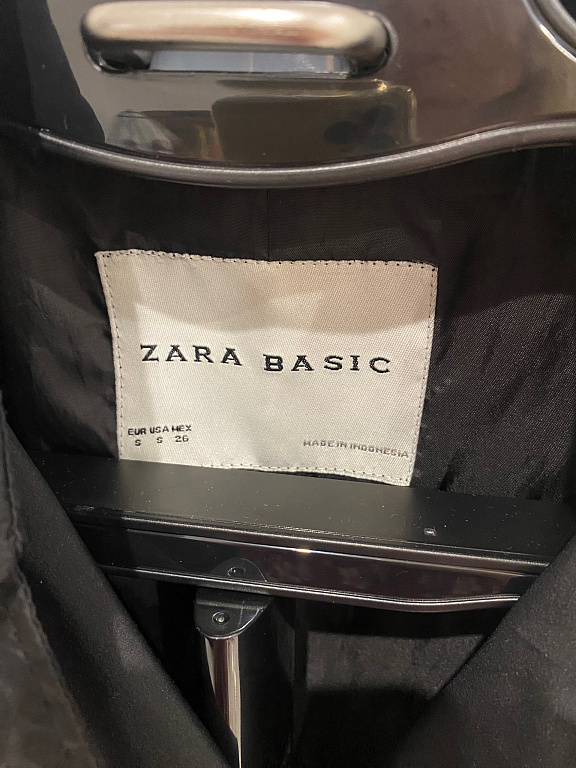 ZARA BASIC
EUR USA MEX
S S 26
MADE IN INDONESIA